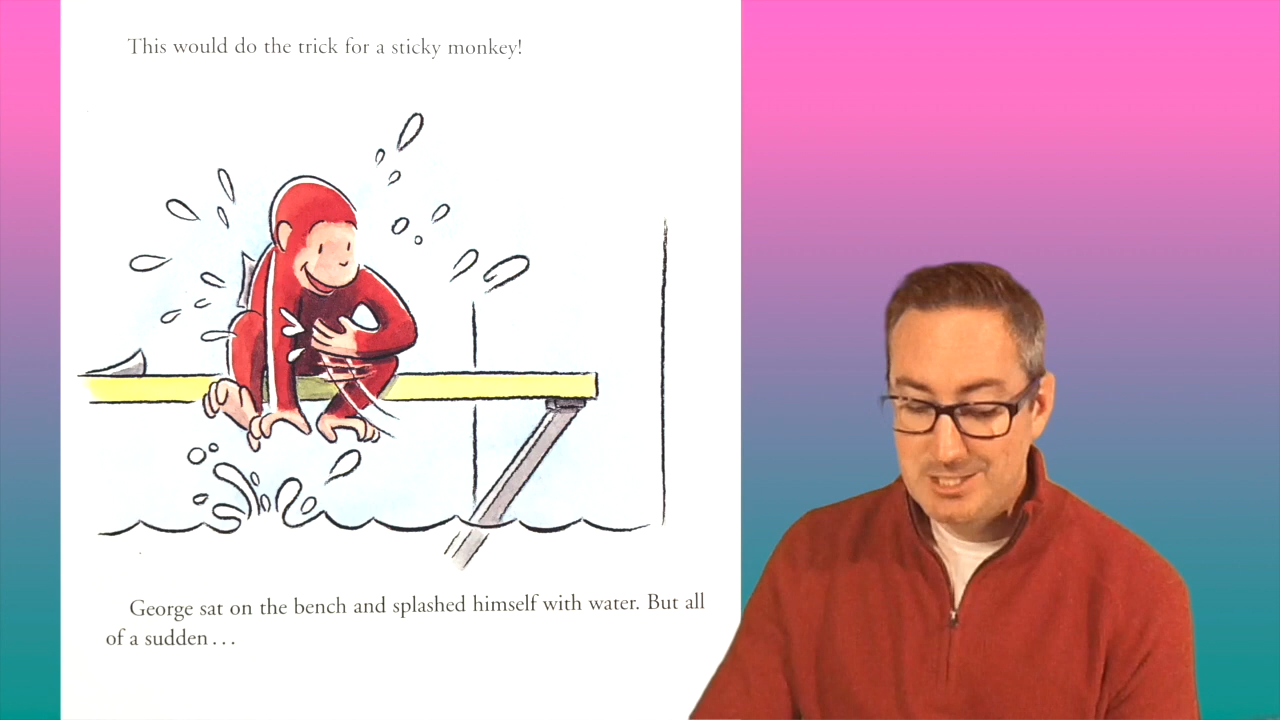 This would do the trick for a sticky monkey!
George sat on the bench and splashed himself with water. But all
of a sudden . . .